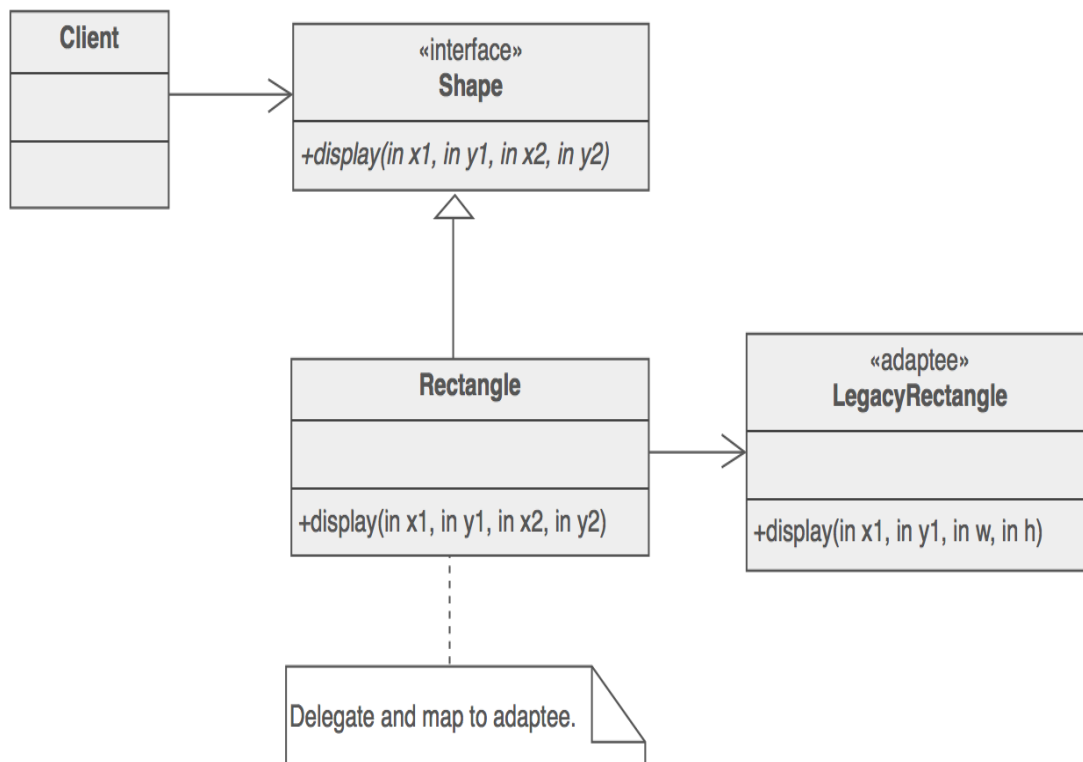 Client
«interface»
Shape
+display(in x1, in y1, in x2, in y2)
Rectangle
+display(in x1, in y1, in x2, in y2)
«adaptee»
LegacyRectangle
+display(in x1, in y1, in w, in h)
Delegate and map to adaptee.